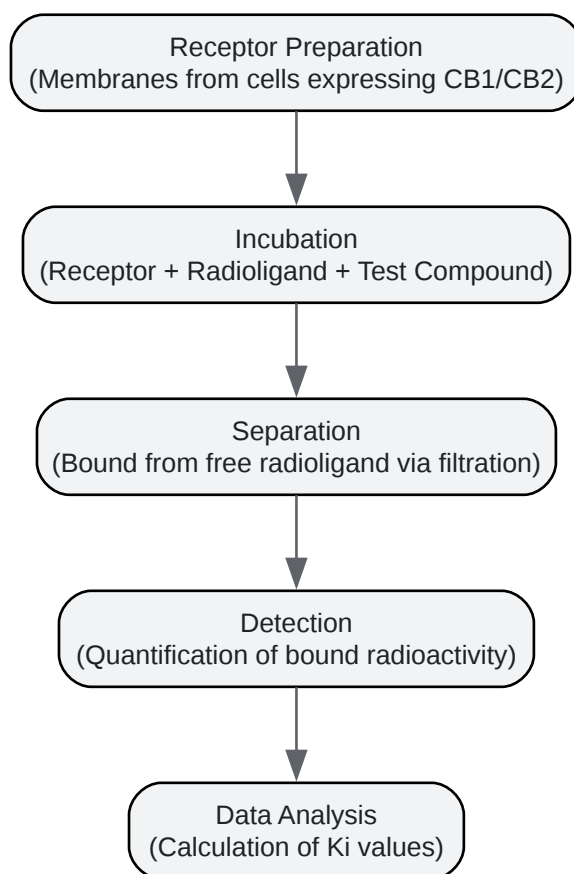 Receptor Preparation
(Membranes from cells expressing CB1/CB2)
Incubation
(Receptor + Radioligand + Test Compound)
Separation
(Bound from free radioligand via filtration)
Detection
(Quantification of bound radioactivity)
Data Analysis
(Calculation of Ki values)